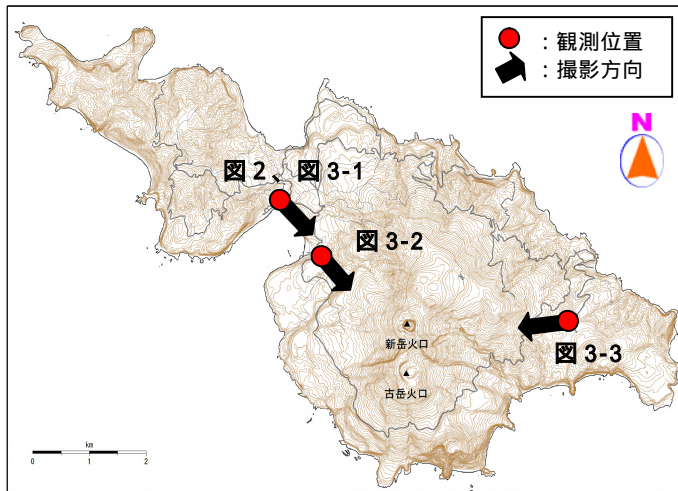 ：観測位置
：撮影方向
N
図 2、図 3-1
図 3-2
新岳火口
図 3-3
古岳火口
km
0 1 2